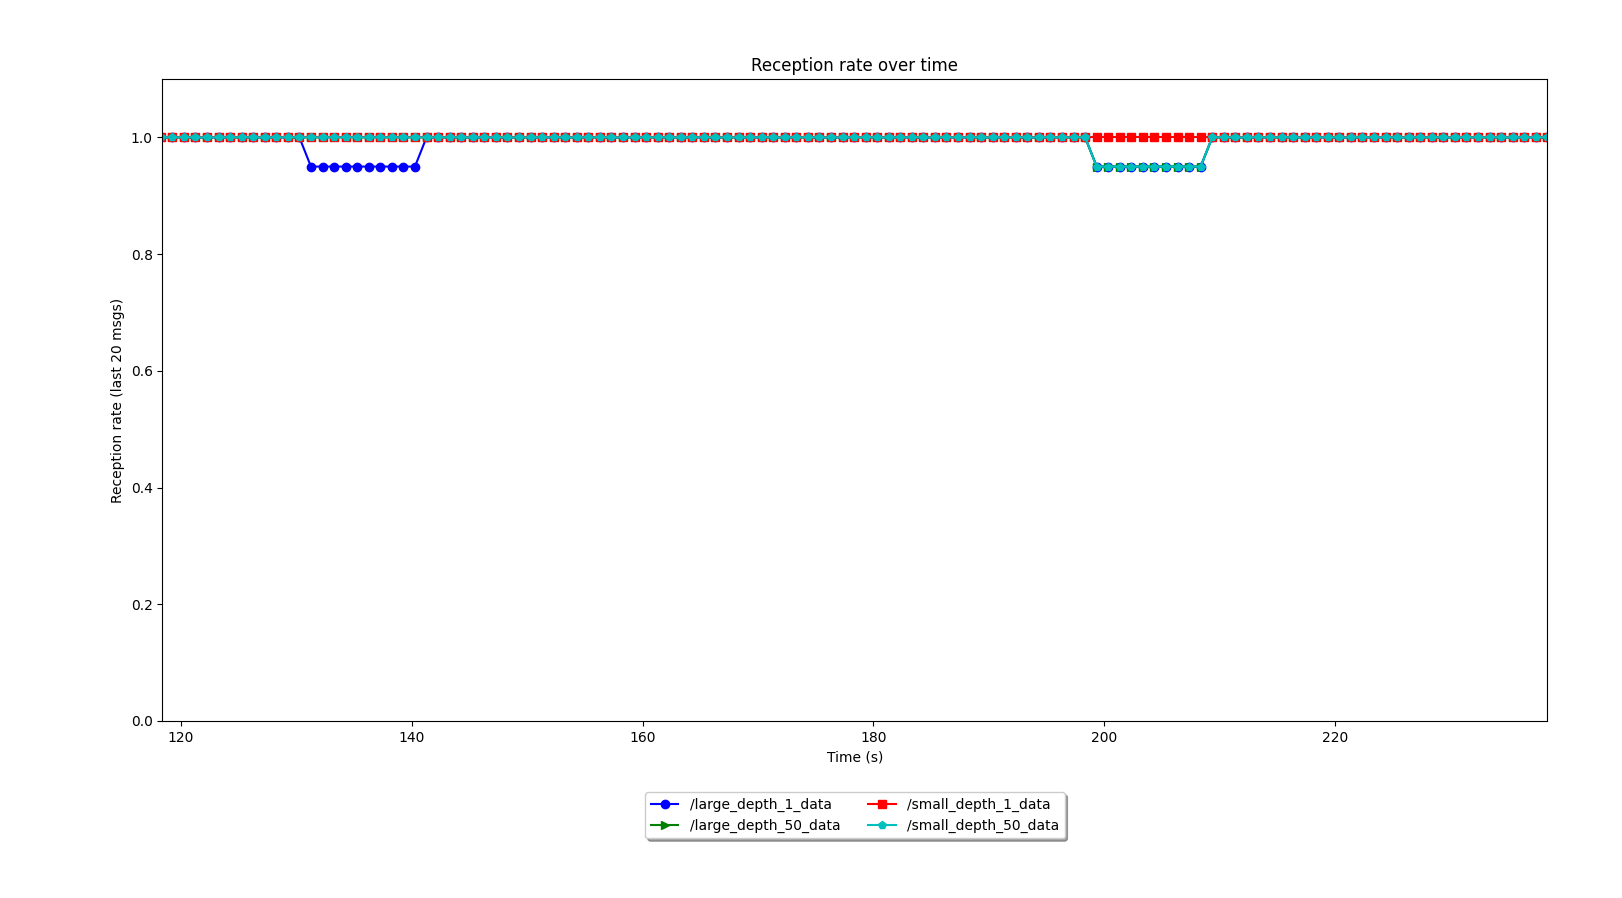 Reception rate over time
1.0
0.8
0.6
0.4
0.2
0.0
Reception rate (last 20 msgs)
120 140 160 180 200 220
Time (s)
/large_depth_1_data /small_depth_1_data
/large_depth_50_data /small_depth_50_data